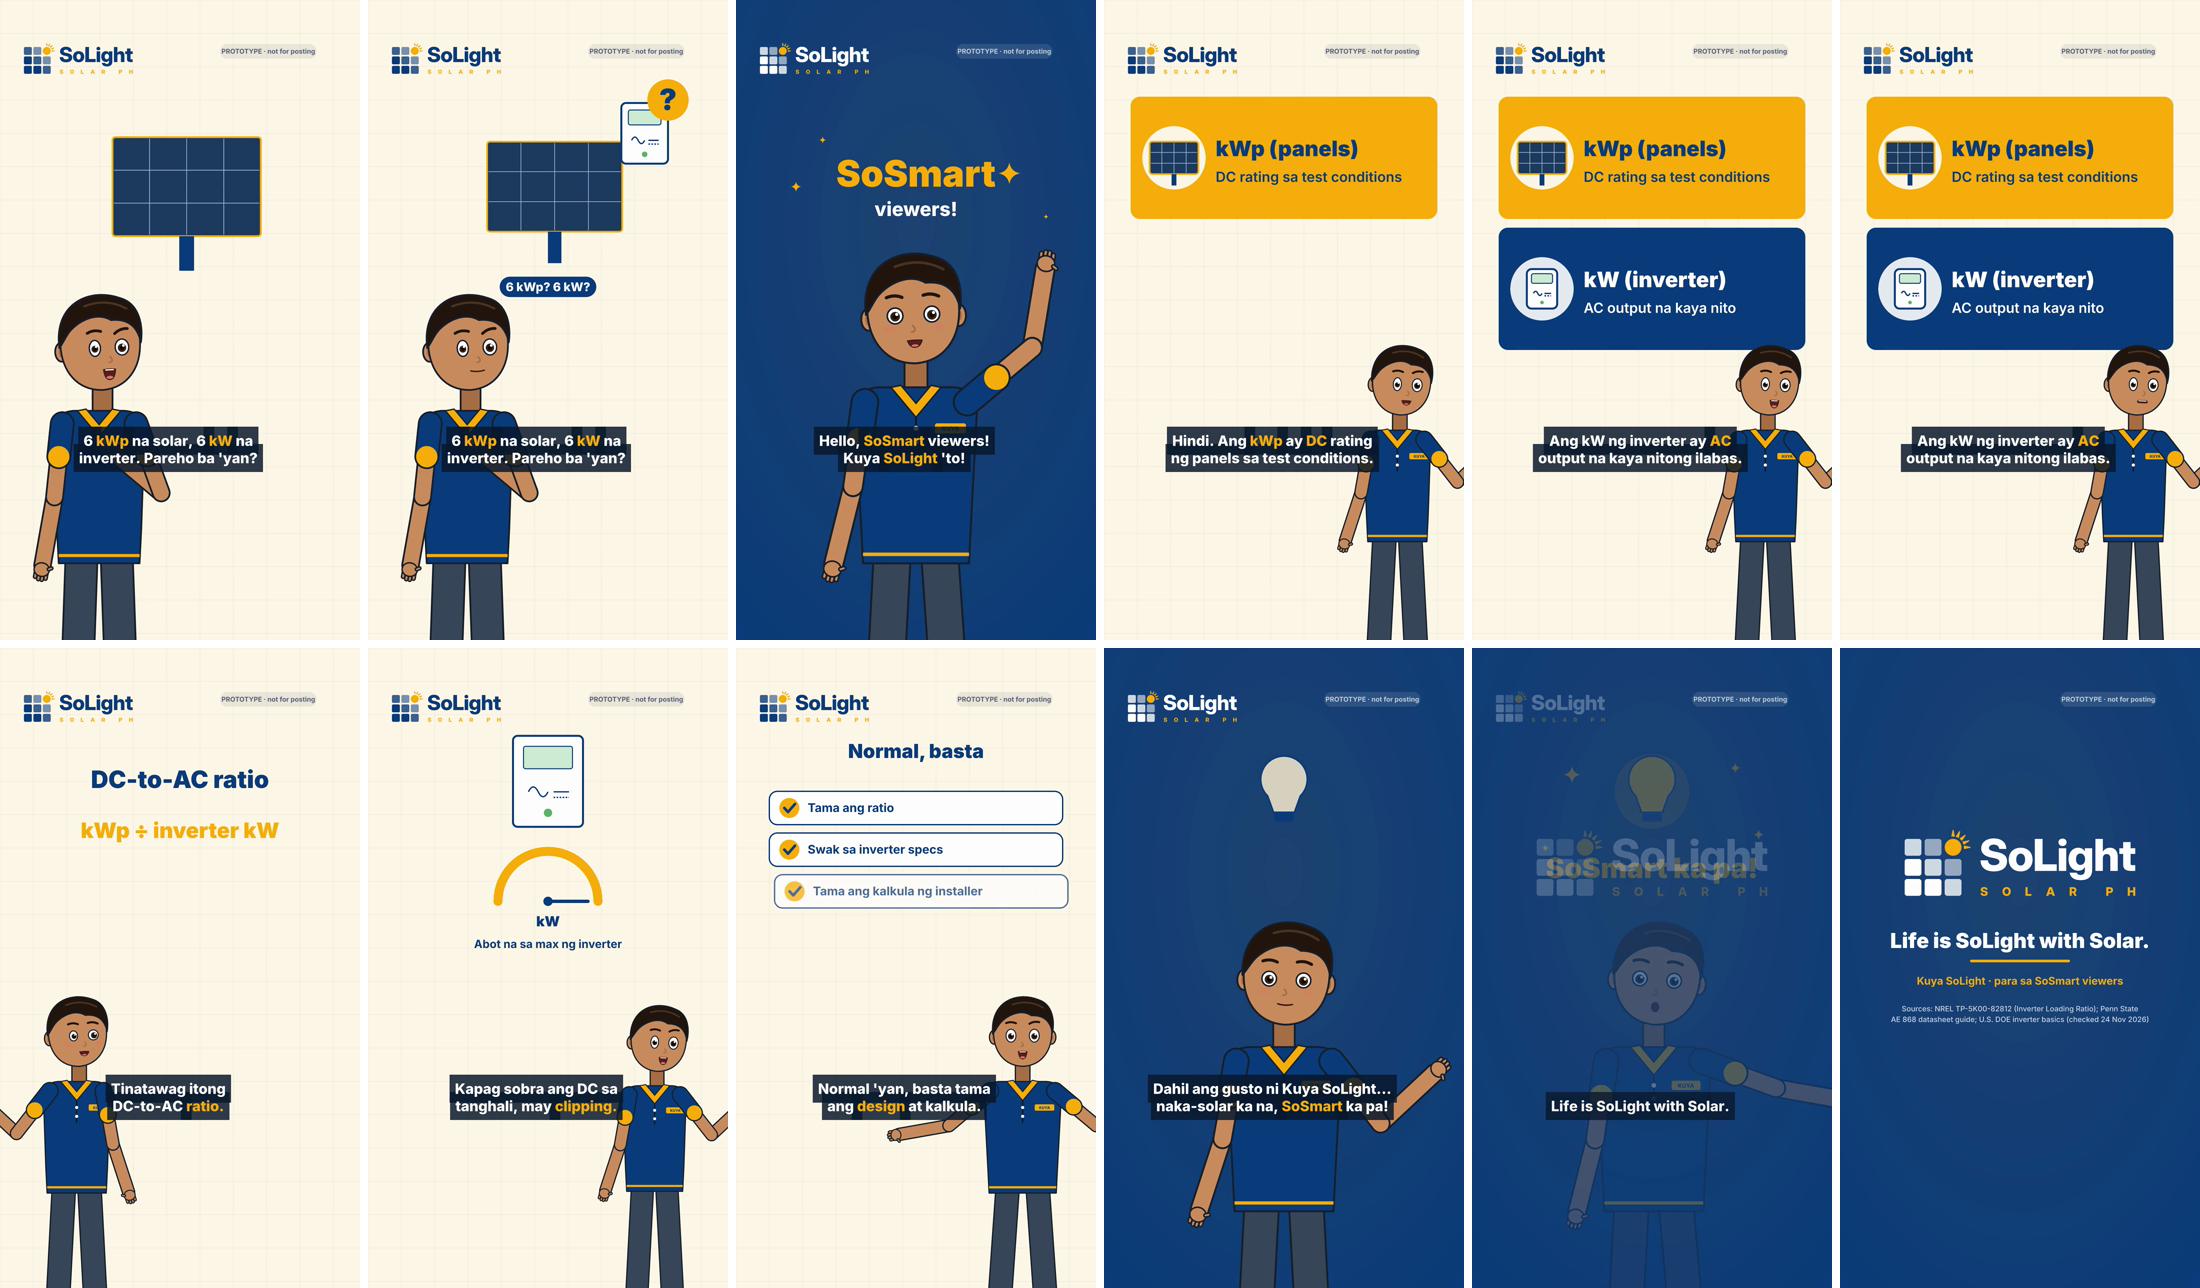 SoLight
SOLAR PH
PROTOTYPE - not for posting
6 kWp na solar, 6 kW na
inverter. Pareho ba 'yan?
SoLight
SOLAR PH
PROTOTYPE - not for posting
?
6 kWp? 6 kW?
6 kWp na solar, 6 kW na
inverter. Pareho ba 'yan?
SoLight
SOLAR PH
PROTOTYPE - not for posting
SoSmart
viewers!
Hello, SoSmart viewers!
Kuya SoLight 'to!
SoLight
SOLAR PH
PROTOTYPE - not for posting
kWp (panels)
DC rating sa test conditions
Hindi. Ang kWp ay DC rating
ng panels sa test conditions.
KUYA
SoLight
SOLAR PH
PROTOTYPE - not for posting
kWp (panels)
DC rating sa test conditions
kW (inverter)
AC output na kaya nito
Ang kW ng inverter ay AC
output na kaya nitong ilabas.
KUYA
SoLight
SOLAR PH
PROTOTYPE - not for posting
kWp (panels)
DC rating sa test conditions
kW (inverter)
AC output na kaya nito
Ang kW ng inverter ay AC
output na kaya nitong ilabas.
KUYA
SoLight
SOLAR PH
PROTOTYPE - not for posting
DC-to-AC ratio
kWp ÷ inverter kW
Tinatawag itong
DC-to-AC ratio.
SoLight
SOLAR PH
PROTOTYPE - not for posting
kW
Abot na sa max ng inverter
Kapag sobra ang DC sa
tanghali, may clipping.
KUYA
SoLight
SOLAR PH
PROTOTYPE - not for posting
Normal, basta
Tama ang ratio
Swak sa inverter specs
Tama ang kalkula ng installer
Normal 'yan, basta tama
ang design at kalkula.
KUYA
SoLight
SOLAR PH
PROTOTYPE - not for posting
Dahil ang gusto ni Kuya SoLight...
naka-solar ka na, SoSmart ka pa!
SoLight
SOLAR PH
PROTOTYPE - not for posting
SoLight
SoSmart ka pa!
SOLAR PH
KUYA
Life is SoLight with Solar.
PROTOTYPE - not for posting
SoLight
SOLAR PH
Life is SoLight with Solar.
Kuya SoLight · para sa SoSmart viewers
Sources: NREL TP-5K00-82812 (Inverter Loading Ratio); Penn State
AE 868 datasheet guide; U.S. DOE inverter basics (checked 24 Nov 2026)